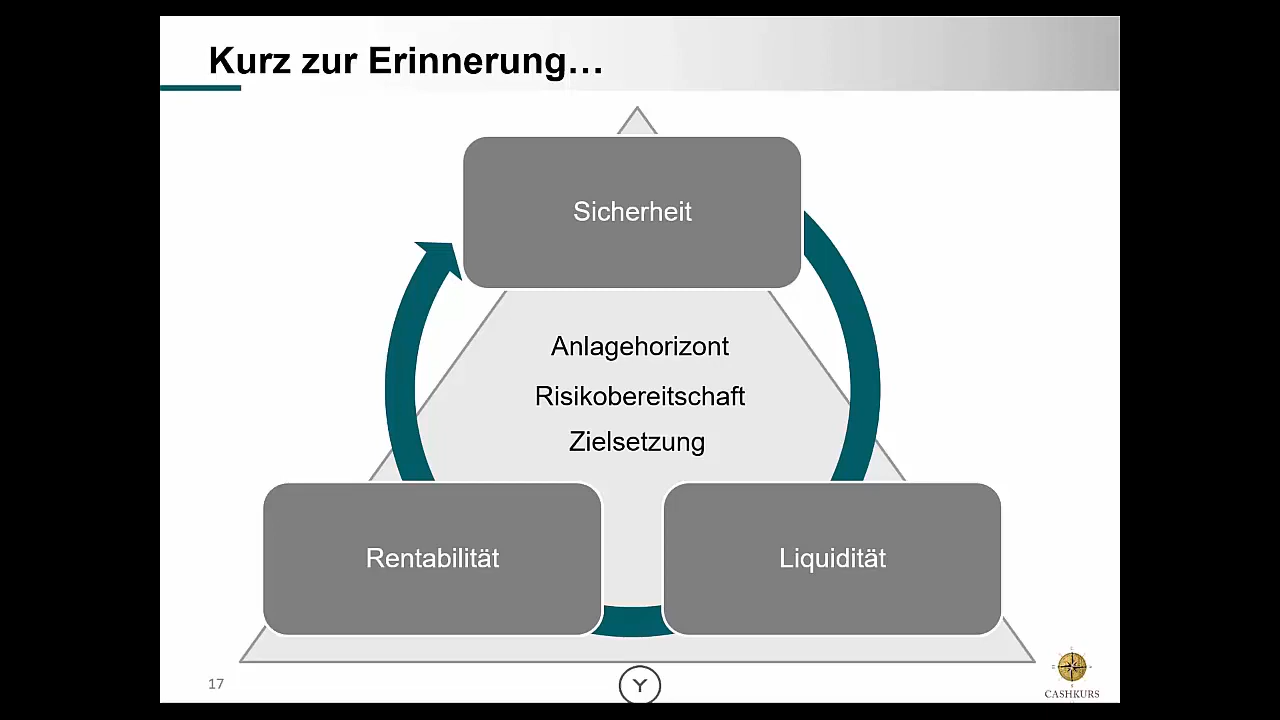 Kurz zur Erinnerung…
Sicherheit
Anlagehorizont
Risikobereitschaft
Zielsetzung
Rentabilität
Liquidität
17
Y
CASHKURS